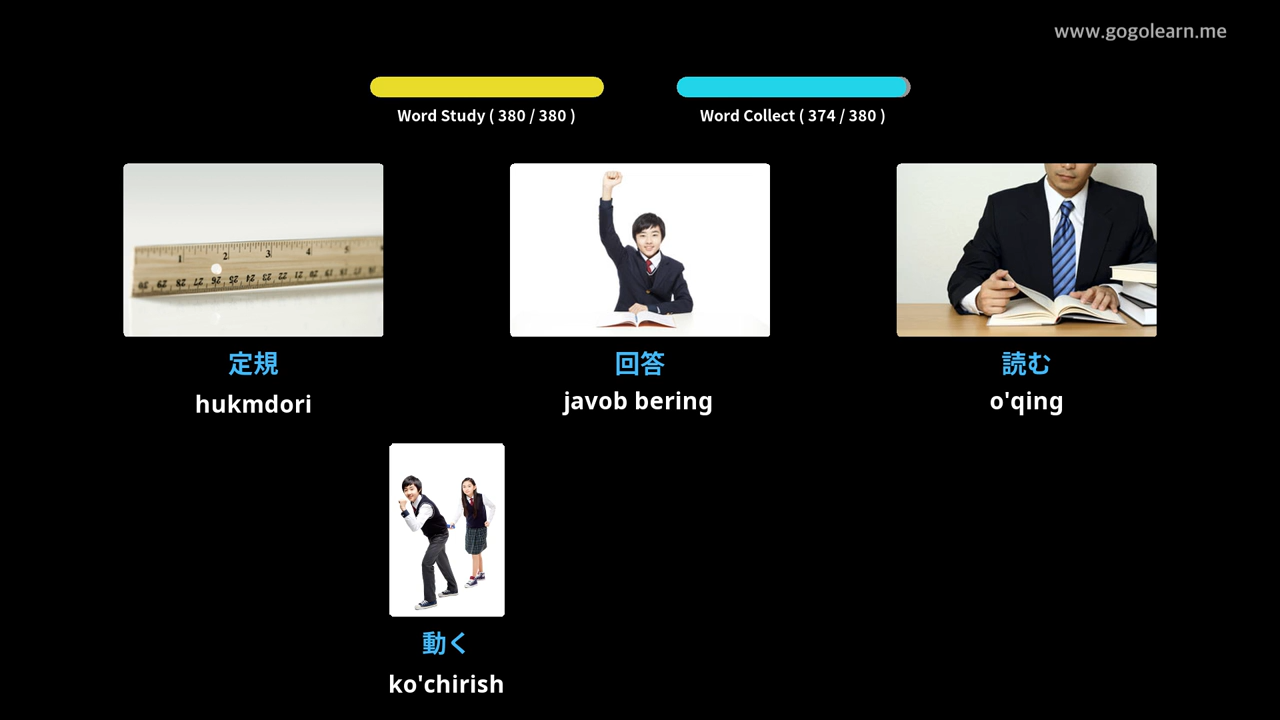 www.gogolearn.me
Word Study ( 380 / 380 )
Word Collect ( 374 / 380 )
定規
hukmdori
回答
javob bering
読む
o'qing
動く
ko'chirish